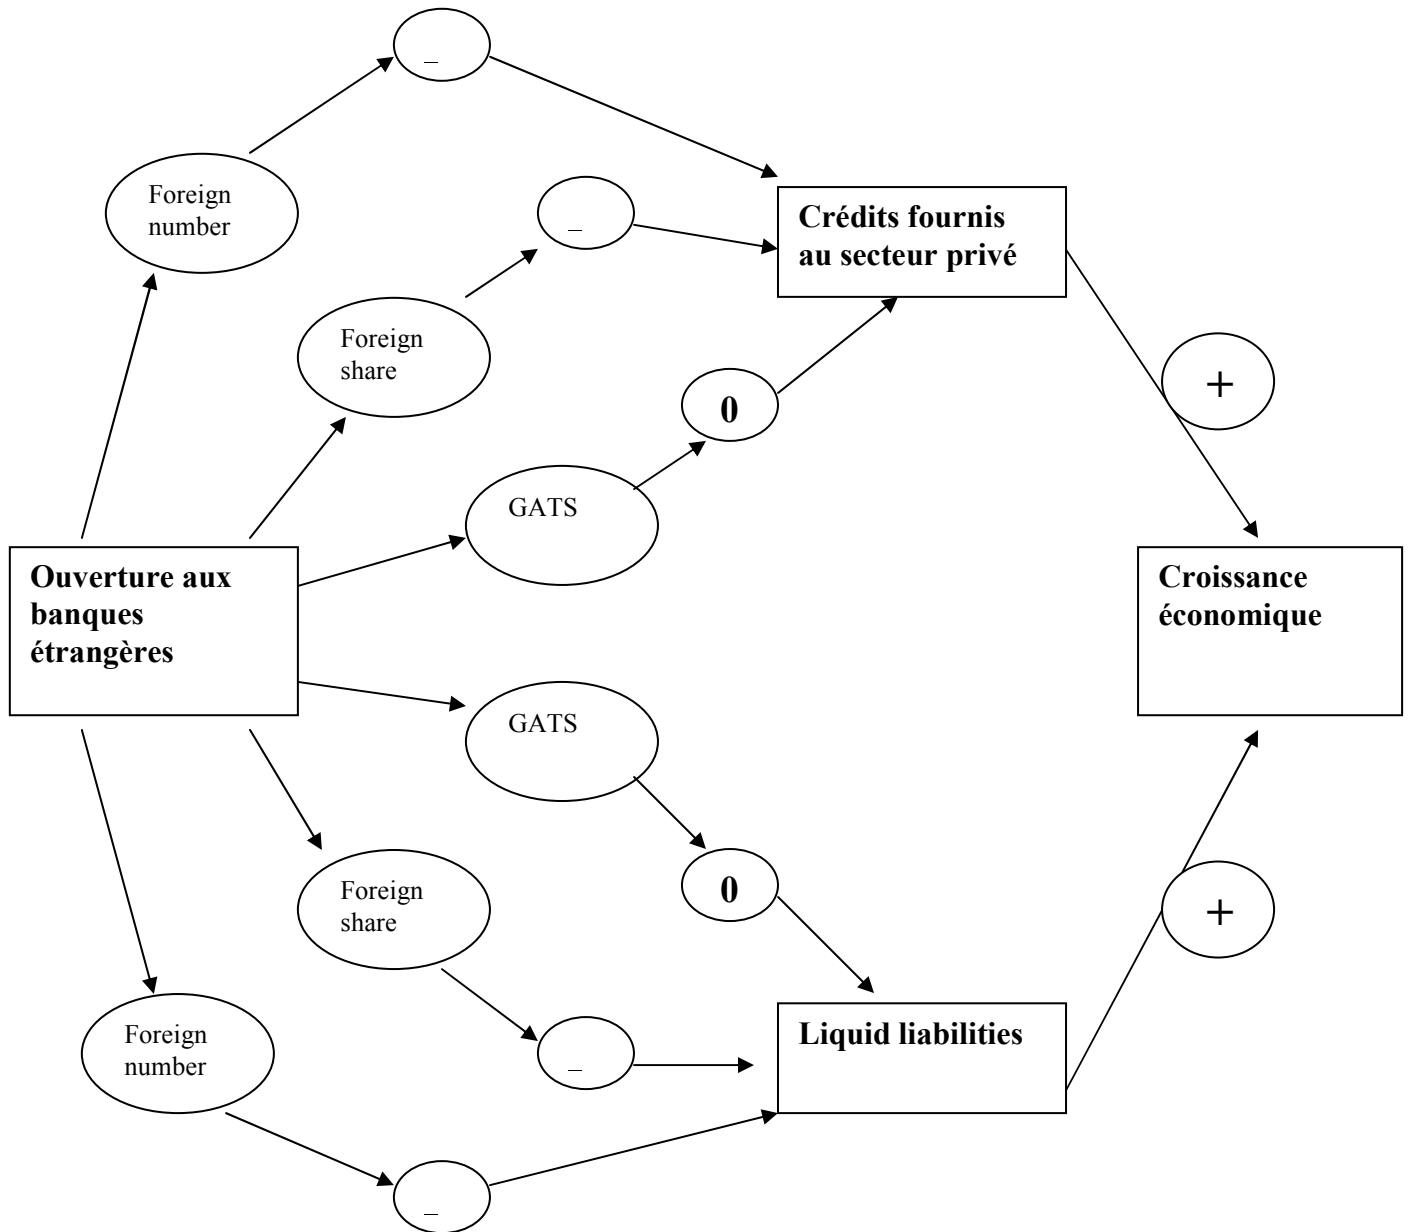 _
Foreign
number
_
Crédits fournis
au secteur privé
Foreign
share
+
0
GATS
Ouverture aux
banques
étrangères
Croissance
économique
GATS
0
Foreign
share
+
Liquid liabilities
Foreign
number
_
_